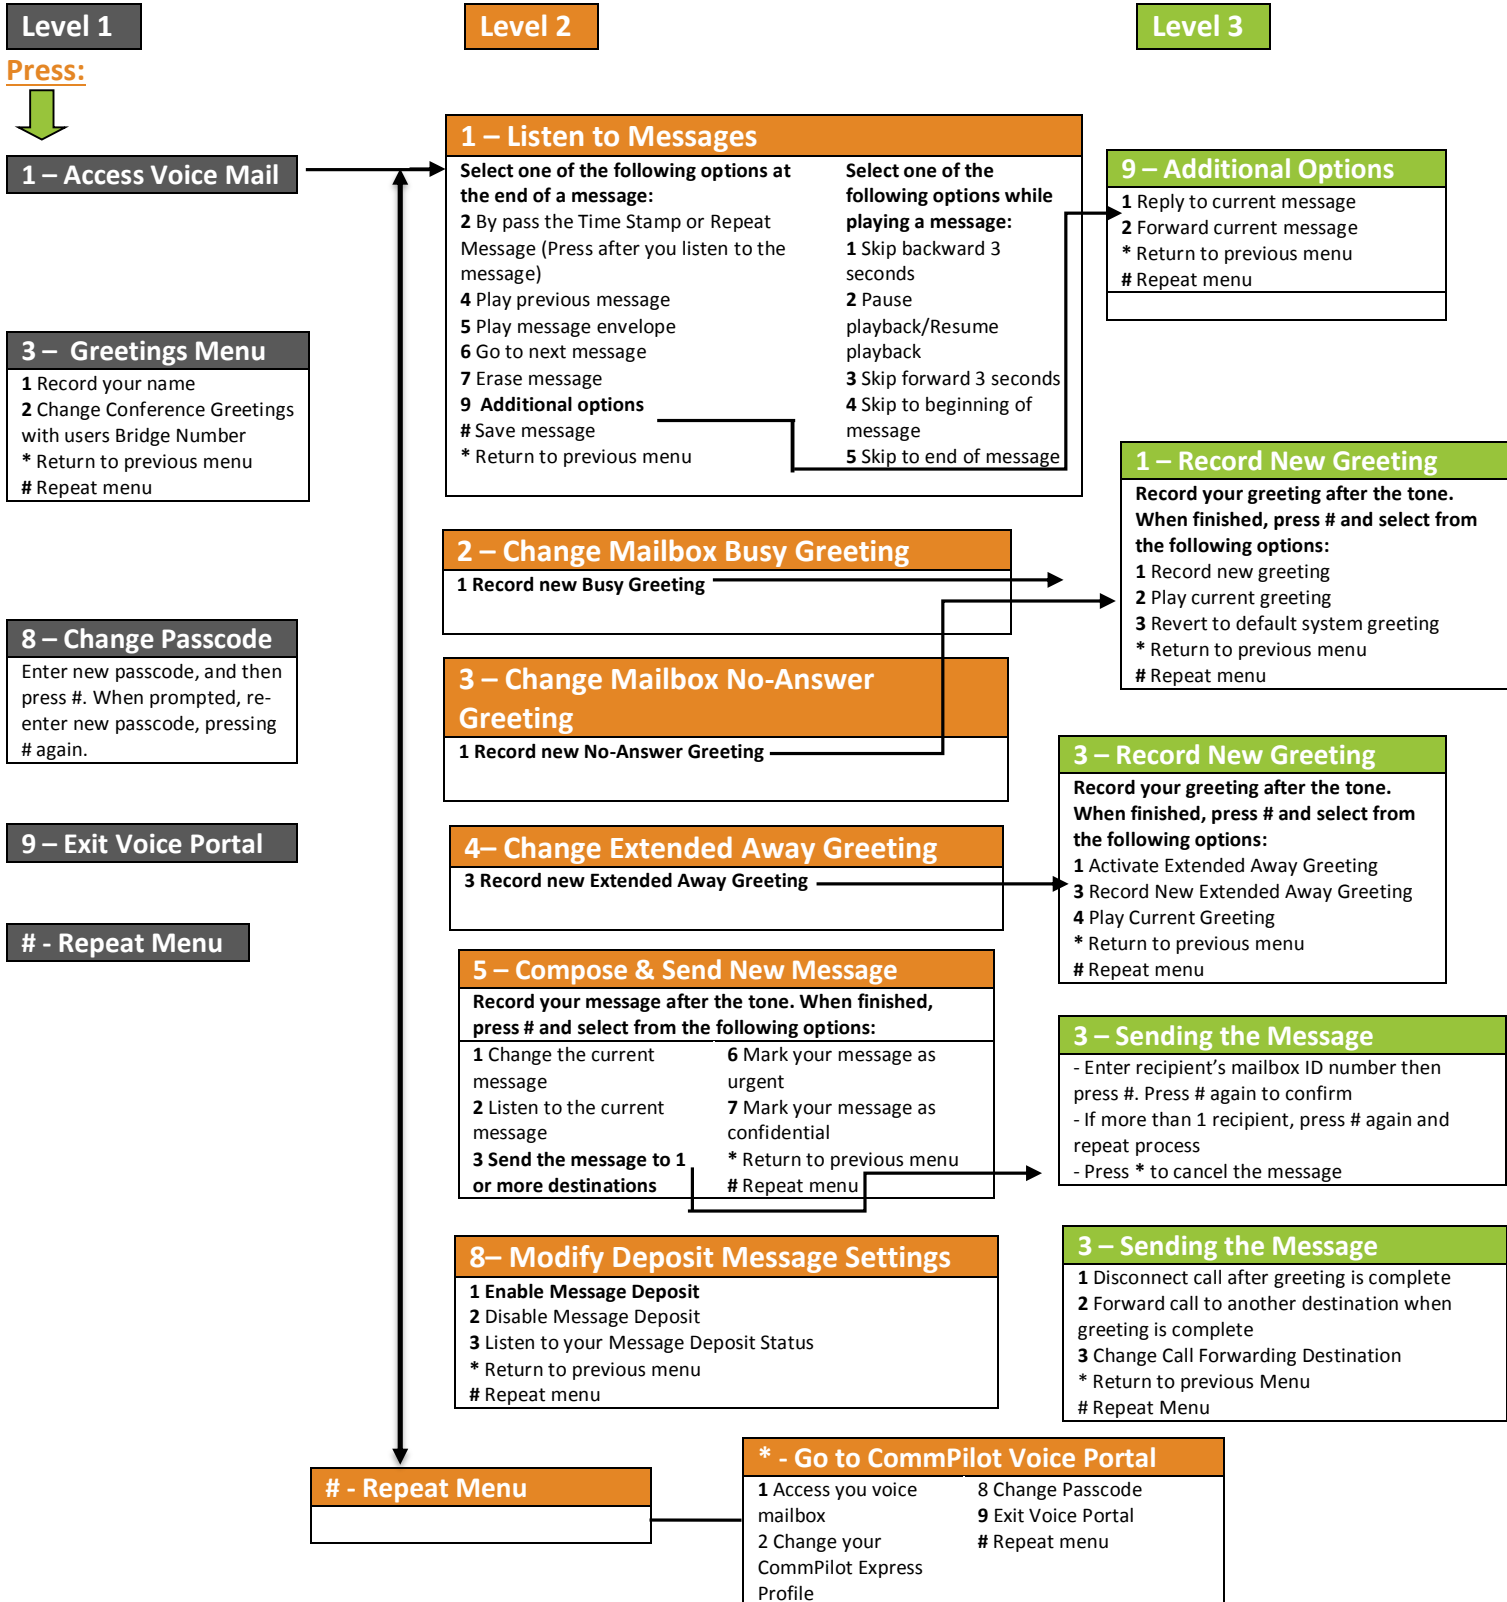 Level 1
Press:
1 – Access Voice Mail
3 –  Greetings Menu
1 Record your name
2 Change Conference Greetings
with users Bridge Number
* Return to previous menu
# Repeat menu
8 – Change Passcode
Enter new passcode, and then
press #. When prompted, re-
enter new passcode, pressing
# again.
9 – Exit Voice Portal
# - Repeat Menu
Level 2
1 – Listen to Messages
Select one of the following options at
the end of a message:
2 By pass the Time Stamp or Repeat
Message (Press after you listen to the
message)
4 Play previous message
5 Play message envelope
6 Go to next message
7 Erase message
9  Additional options
# Save message
* Return to previous menu
Select one of the
following options while
playing a message:
1 Skip backward 3
seconds
2 Pause
playback/Resume
playback
3 Skip forward 3 seconds
4 Skip to beginning of
message
5 Skip to end of message
2 – Change Mailbox Busy Greeting
1 Record new Busy Greeting
3 – Change Mailbox No-Answer
Greeting
1 Record new No-Answer Greeting
4– Change Extended Away Greeting
3 Record new Extended Away Greeting
5 – Compose & Send New Message
Record your message after the tone. When finished,
press # and select from the following options:
1 Change the current
message
2 Listen to the current
message
3 Send the message to 1
or more destinations
6 Mark your message as
urgent
7 Mark your message as
confidential
* Return to previous menu
# Repeat menu
8– Modify Deposit Message Settings
1 Enable Message Deposit
2 Disable Message Deposit
3 Listen to your Message Deposit Status
* Return to previous menu
# Repeat menu
# - Repeat Menu
* - Go to CommPilot Voice Portal
1 Access you voice
mailbox
2 Change your
CommPilot Express
Profile
8 Change Passcode
9 Exit Voice Portal
# Repeat menu
Level 3
9 – Additional Options
1 Reply to current message
2 Forward current message
* Return to previous menu
# Repeat menu
1 – Record New Greeting
Record your greeting after the tone.
When finished, press # and select from
the following options:
1 Record new greeting
2 Play current greeting
3 Revert to default system greeting
* Return to previous menu
# Repeat menu
3 – Record New Greeting
Record your greeting after the tone.
When finished, press # and select from
the following options:
1 Activate Extended Away Greeting
3 Record New Extended Away Greeting
4 Play Current Greeting
* Return to previous menu
# Repeat menu
3 – Sending the Message
- Enter recipient’s mailbox ID number then
press #. Press # again to confirm
- If more than 1 recipient, press # again and
repeat process
- Press * to cancel the message
3 – Sending the Message
1 Disconnect call after greeting is complete
2 Forward call to another destination when
greeting is complete
3 Change Call Forwarding Destination
* Return to previous Menu
# Repeat Menu